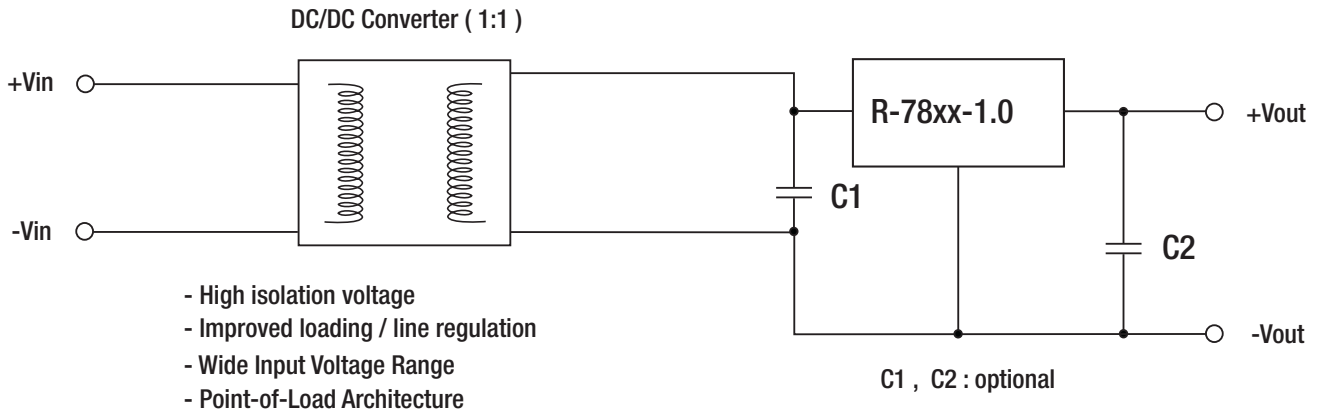 DC/DC Converter ( 1:1 )
+Vin
-Vin
R-78xx-1.0
+Vout
C1
C2
-Vout
- High isolation voltage
- Improved loading / line regulation
- Wide Input Voltage Range
- Point-of-Load Architecture
C1 , C2 : optional